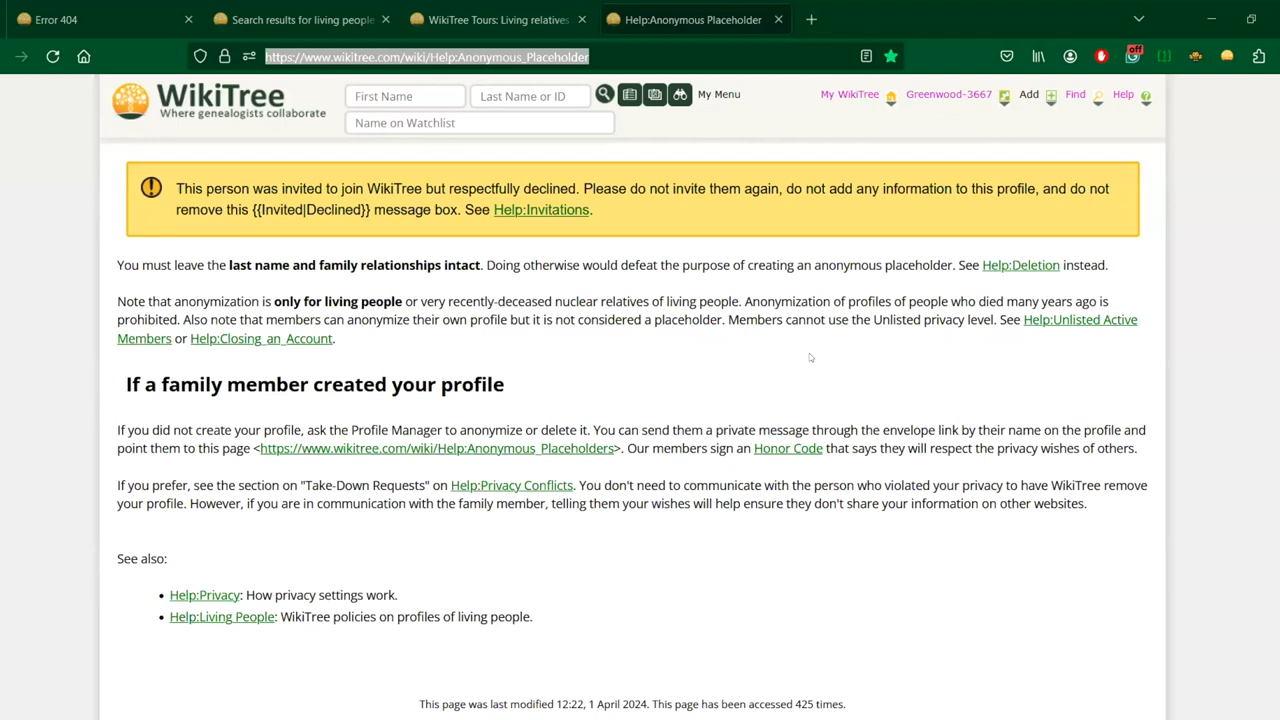 Error 404
Search results for living people
WikiTree Tours: Living relatives
Help:Anonymous Placeholder
https://www.wikitree.com/wiki/Help:Anonymous_Placeholder
off
WikiTree
Where genealogists collaborate
First Name
Last Name or ID
My Menu
My WikiTree
Greenwood-3667
Add
Find
Help
Name on Watchlist
This person was invited to join WikiTree but respectfully declined. Please do not invite them again, do not add any information to this profile, and do not
remove this {{Invited|Declined}} message box. See Help:Invitations.
You must leave the last name and family relationships intact. Doing otherwise would defeat the purpose of creating an anonymous placeholder. See Help:Deletion instead.
Note that anonymization is only for living people or very recently-deceased nuclear relatives of living people. Anonymization of profiles of people who died many years ago is
prohibited. Also note that members can anonymize their own profile but it is not considered a placeholder. Members cannot use the Unlisted privacy level. See Help:Unlisted Active
Members or Help:Closing_an_Account.
If a family member created your profile
If you did not create your profile, ask the Profile Manager to anonymize or delete it. You can send them a private message through the envelope link by their name on the profile and
point them to this page <https://www.wikitree.com/wiki/Help:Anonymous_Placeholders>. Our members sign an Honor Code that says they will respect the privacy wishes of others.
If you prefer, see the section on "Take-Down Requests" on Help:Privacy Conflicts. You don't need to communicate with the person who violated your privacy to have WikiTree remove
your profile. However, if you are in communication with the family member, telling them your wishes will help ensure they don't share your information on other websites.
See also:
Help:Privacy: How privacy settings work.
Help:Living People: WikiTree policies on profiles of living people.
This page was last modified 12:22, 1 April 2024. This page has been accessed 425 times.